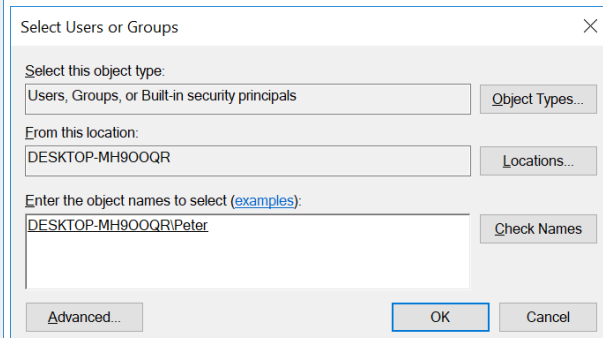 Select Users or Groups
Select this object type:
Users, Groups, or Built-in security principals
Object Types...
From this location:
DESKTOP-MH9OOQR
Locations...
Enter the object names to select (examples):
DESKTOP-MH9OOQR\Peter
Check Names
Advanced...
OK
Cancel